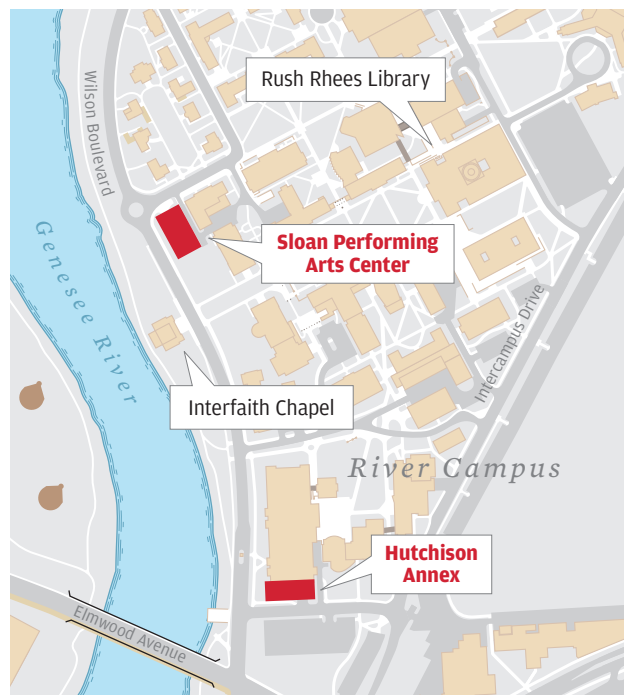 Rush Rhees Library
Wilson Boulevard
Sloan Performing
Arts Center
Genesee River
Intercampus Drive
Interfaith Chapel
River Campus
Hutchison
Annex
Elmwood Avenue